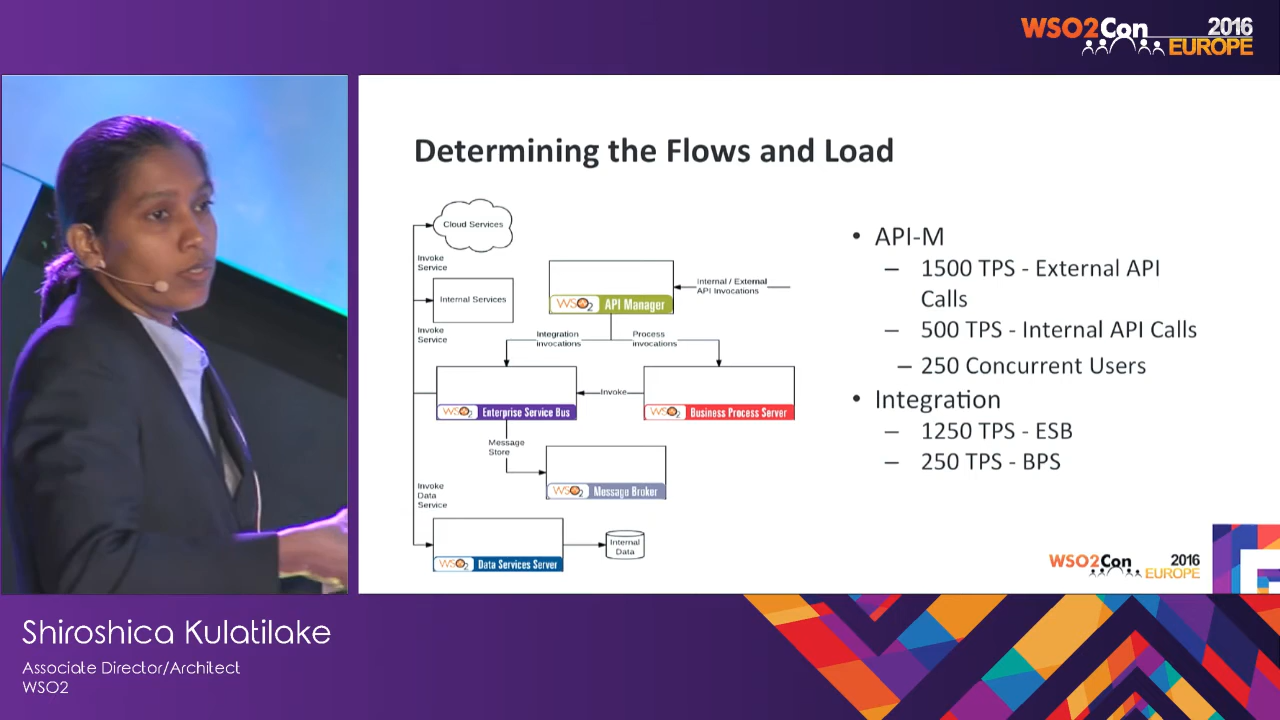 WSO2Con 2016
EUROPE
Determining the Flows and Load
Cloud Services
Invoke
Service
Internal Services
Invoke
Service
WSO2 API Manager
Internal / External
API Invocations
Integration
invocations
Process
invocations
WSO2 Enterprise Service Bus
Invoke
WSO2 Business Process Server
Message
Store
WSO2 Message Broker
Invoke
Data
Service
WSO2 Data Services Server
Internal
Data
• API-M
– 1500 TPS - External API
Calls
– 500 TPS - Internal API Calls
– 250 Concurrent Users
• Integration
– 1250 TPS - ESB
– 250 TPS - BPS
WSO2Con 2016
EUROPE
Shiroshica Kulatilake
Associate Director/Architect
WSO2